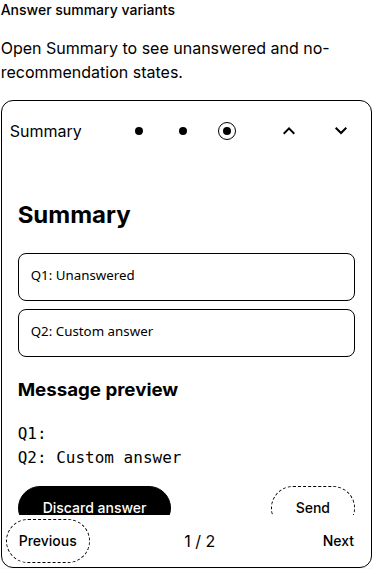 Answer summary variants
Open Summary to see unanswered and no-
recommendation states.
Summary
Summary
Q1: Unanswered
Q2: Custom answer
Message preview
Q1:
Q2: Custom answer
Discard answer
Send
Previous
1 / 2
Next